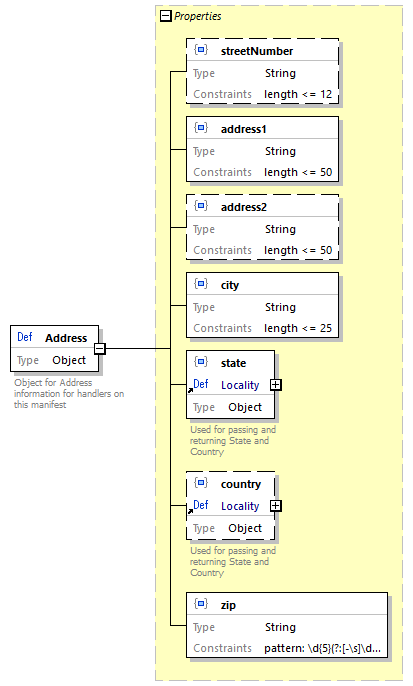 Properties
streetNumber
Type String
Constraints length <= 12
address1
Type String
Constraints length <= 50
address2
Type String
Constraints length <= 50
city
Type String
Constraints length <= 25
Def Address
Type Object
Object for Address
information for handlers on
this manifest
state
Def Locality
Type Object
Used for passing and
returning State and
Country
country
Def Locality
Type Object
Used for passing and
returning State and
Country
zip
Type String
Constraints pattern: \d{5}(?:[-\s]\d...